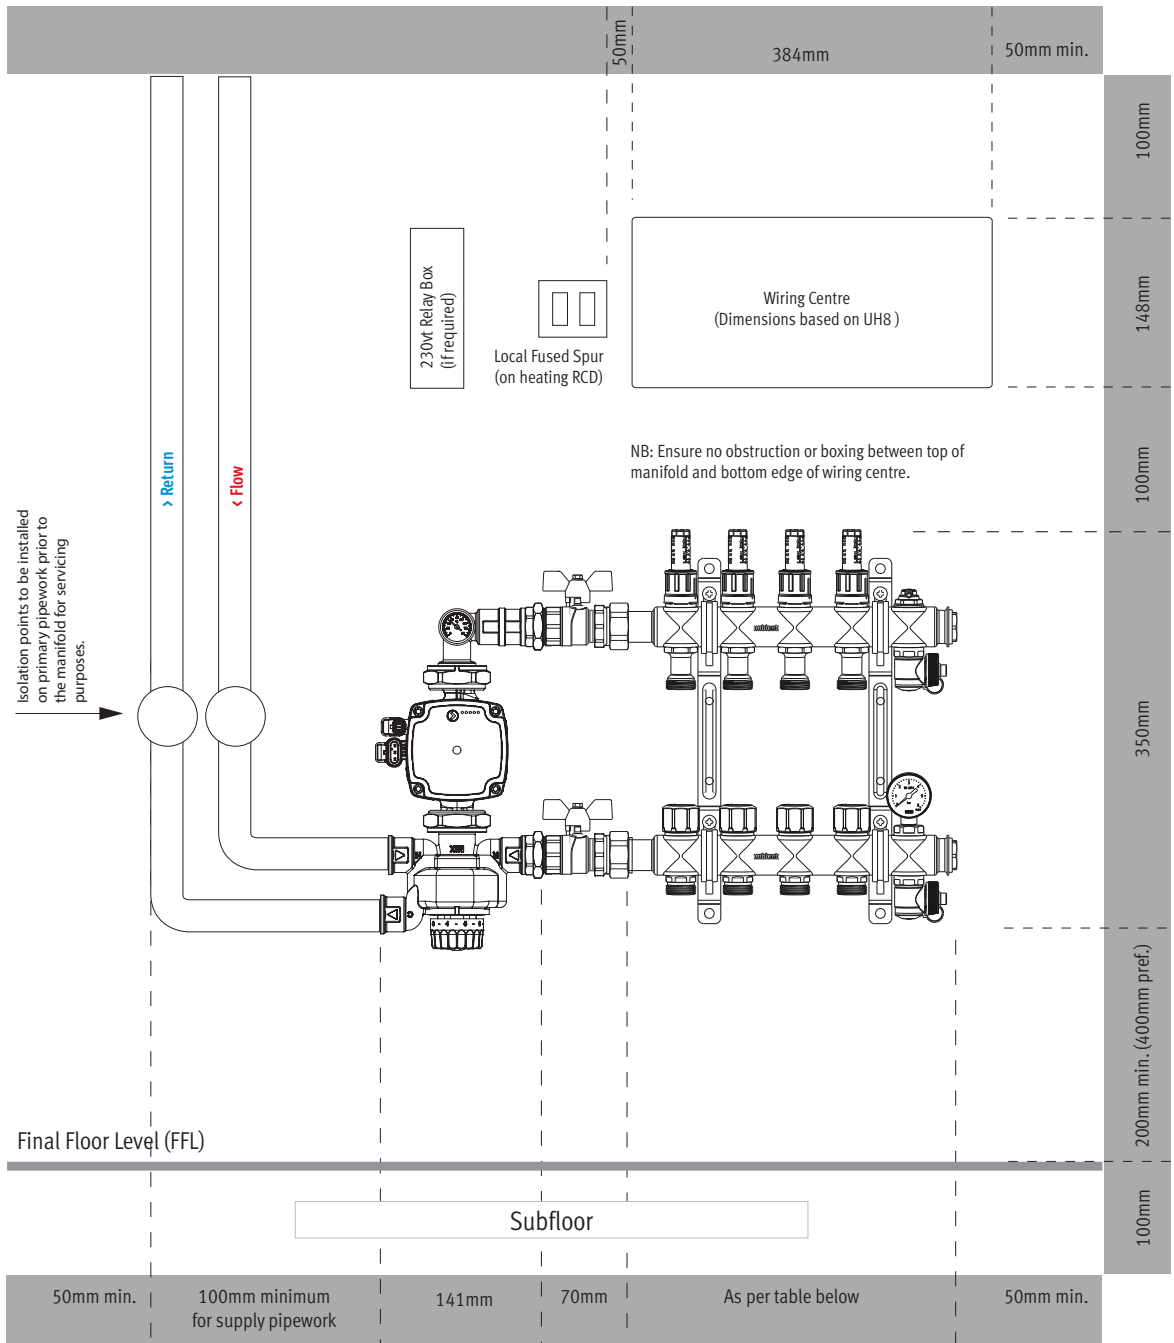 50mm
384mm
50mm min.
100mm
148mm
100mm
350mm
200mm min. (400mm pref.)
100mm
230vt Relay Box
(if required)
Local Fused Spur
(on heating RCD)
Wiring Centre
(Dimensions based on UH8 )
NB: Ensure no obstruction or boxing between top of
manifold and bottom edge of wiring centre.
> Return
< Flow
Isolation points to be installed
on primary pipework prior to
the manifold for servicing
purposes.
Final Floor Level (FFL)
Subfloor
50mm min.
100mm minimum
for supply pipework
141mm
70mm
As per table below
50mm min.